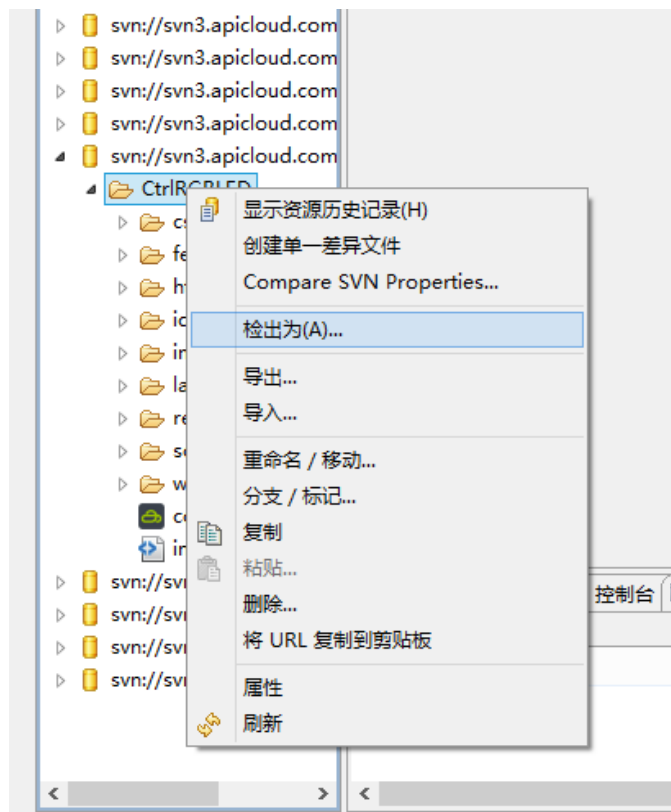 svn://svn3.apicloud.com
svn://svn3.apicloud.com
svn://svn3.apicloud.com
svn://svn3.apicloud.com
svn://svn3.apicloud.com
显示资源历史记录(H)
创建单一差异文件
Compare SVN Properties...
检出为(A)...
导出...
导入...
重命名 / 移动...
分支 / 标记...
复制
粘贴...
删除...
控制台
将 URL 复制到剪贴板
属性
刷新